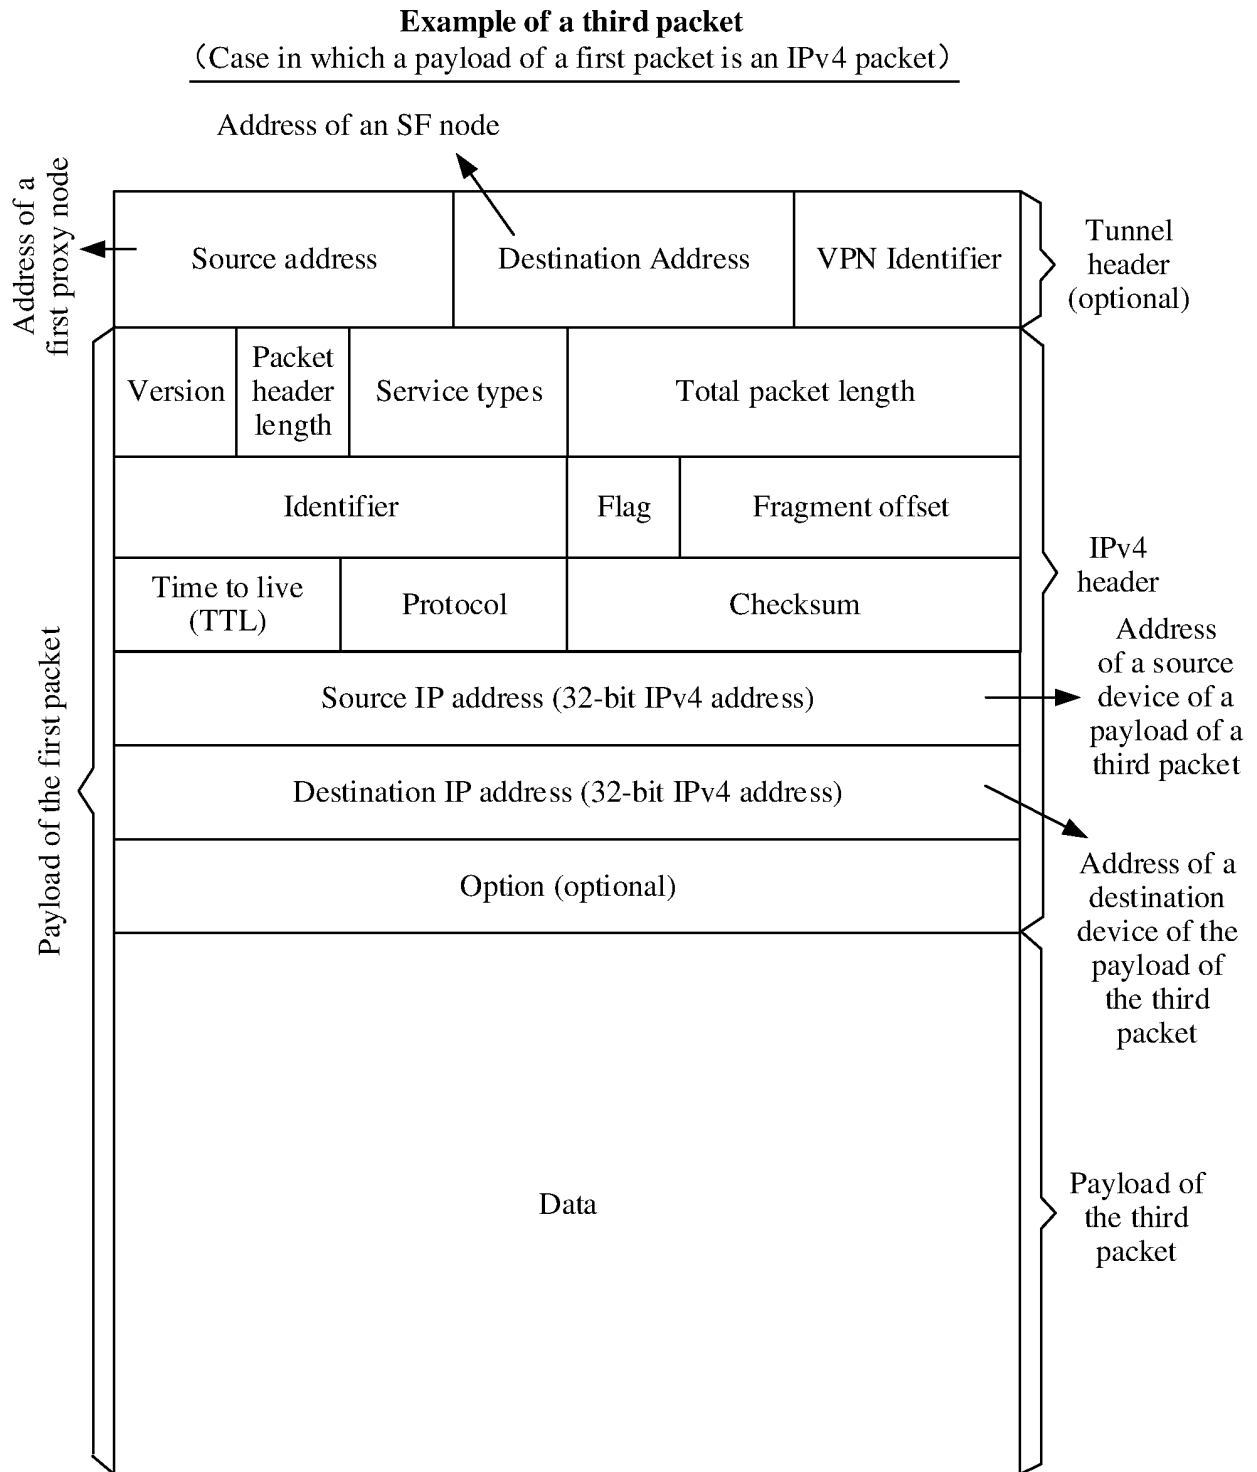 Example of a third packet
(Case in which a payload of a first packet is an IPv4 packet)
Address of an SF node
Address of a
first proxy node
Source address
Destination Address
VPN Identifier
Tunnel
header
(optional)
Version
Packet
header
length
Service types
Total packet length
Identifier
Flag
Fragment offset
IPv4
header
Time to live
(TTL)
Protocol
Checksum
Address
of a source
device of a
payload of a
third packet
Source IP address (32-bit IPv4 address)
Destination IP address (32-bit IPv4 address)
Payload of the first packet
Option (optional)
Address of a
destination
device of the
payload of
the third
packet
Data
Payload of
the third
packet